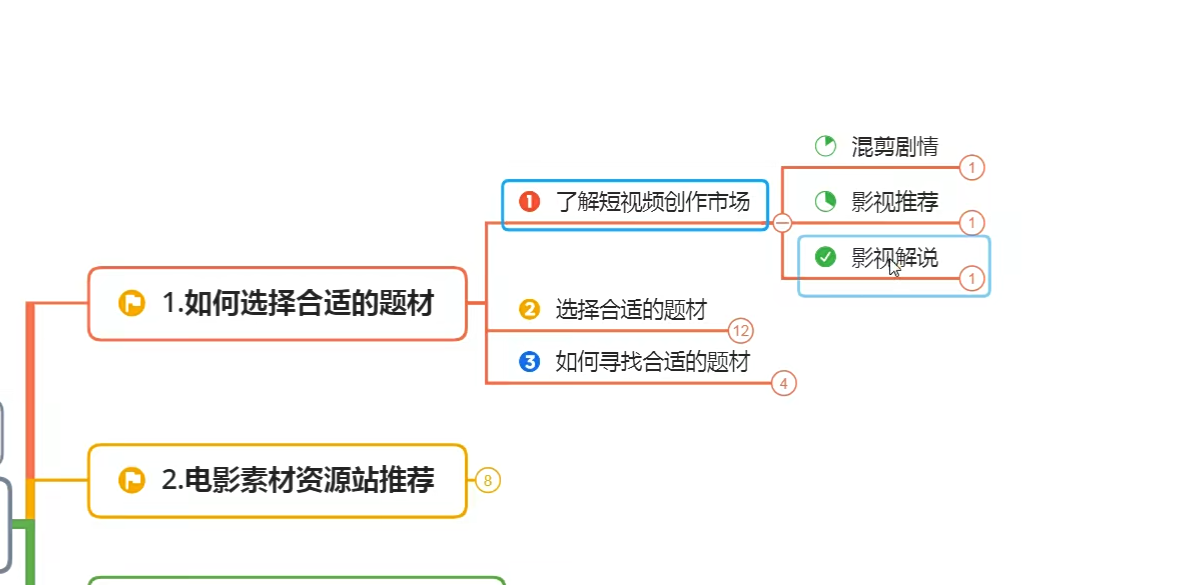 混剪剧情
1
1 了解短视频创作市场
影视推荐
1
影视解说
1
1.如何选择合适的题材
2 选择合适的题材
12
3 如何寻找合适的题材
4
2.电影素材资源站推荐
8